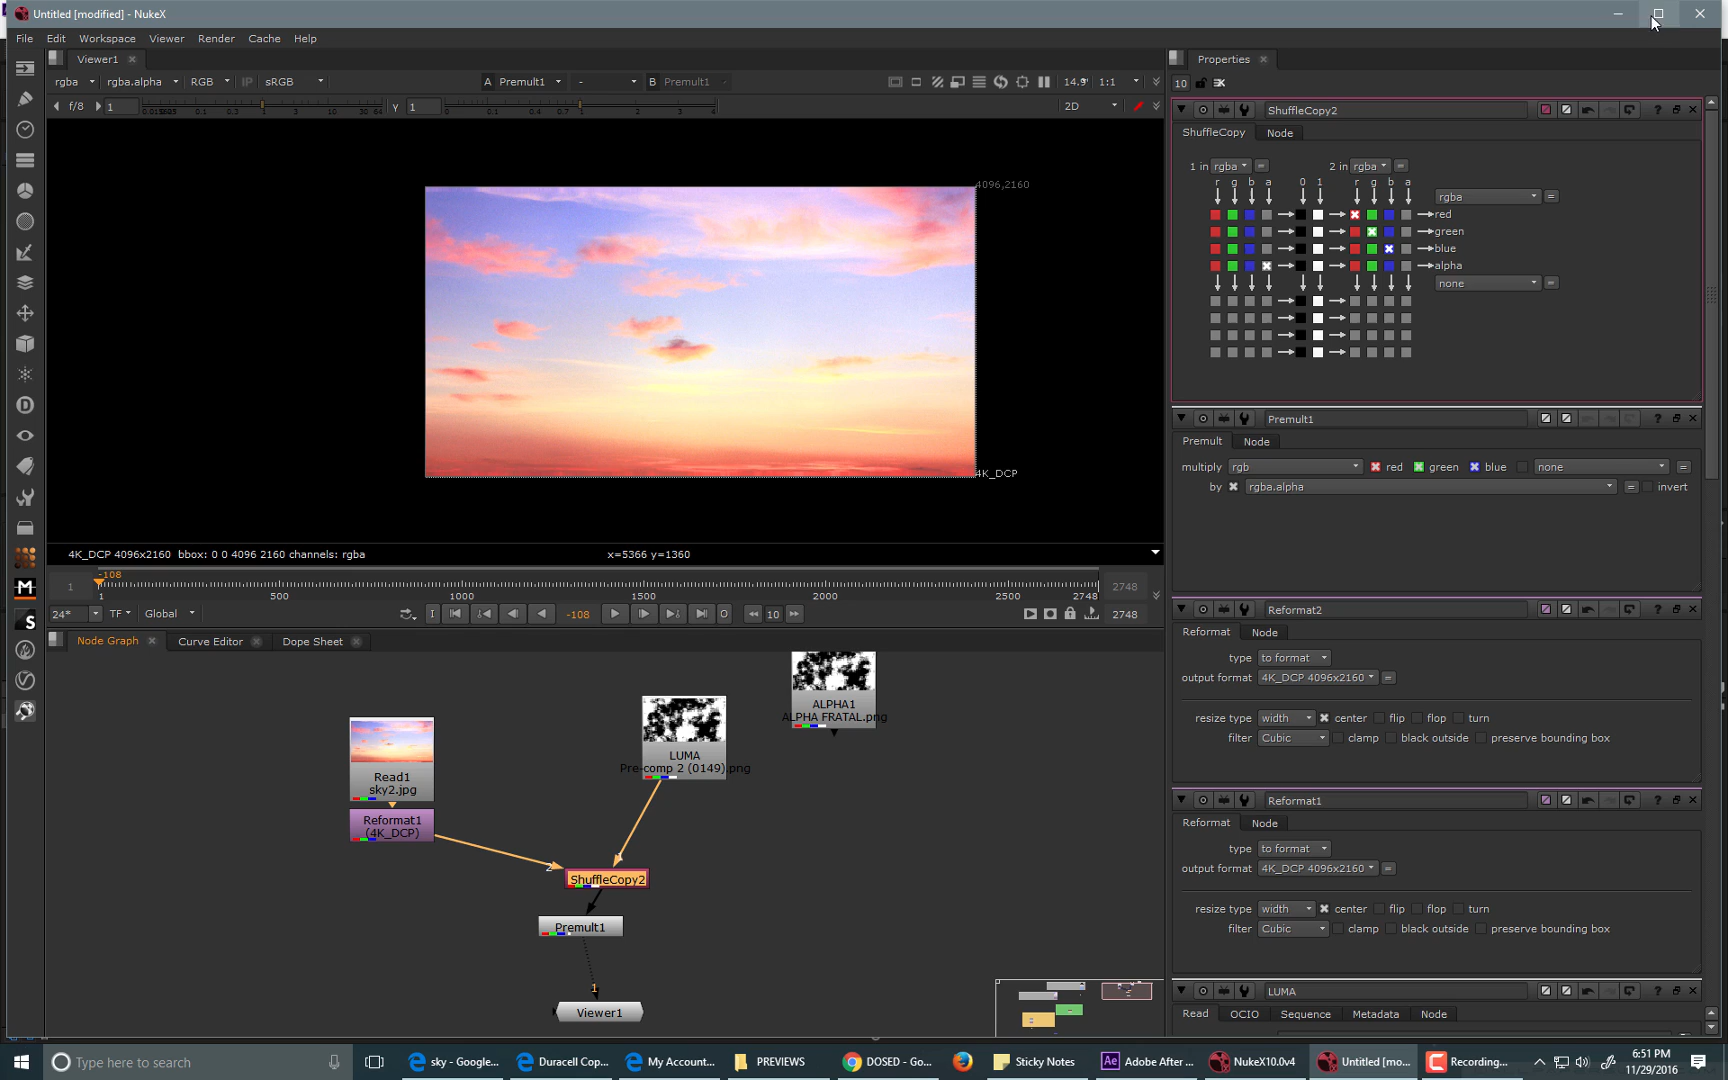 Untitled [modified] - NukeX
File Edit Workspace Viewer Render Cache Help
Viewer1
rgba rgba.alpha RGB IP sRGB A Premult1 - B Premult1 14.9 1:1
f/8 1 γ 1 2D
4096,2160
4K_DCP
4K_DCP 4096x2160 bbox: 0 0 4096 2160 channels: rgba x=5366 y=1360
-108
1 1 500 1000 1500 2000 2500 2748 2748
24* TF Global I -108 O 10 2748
Node Graph Curve Editor Dope Sheet
Read1
sky2.jpg
Reformat1
(4K_DCP)
LUMA
Pre-comp 2 (0149).png
ALPHA1
ALPHA FRATAL.png
2 1
ShuffleCopy2
Premult1
1
Viewer1
Properties
10
ShuffleCopy2
ShuffleCopy Node
1 in rgba = 2 in rgba =
r g b a 0 1 r g b a
rgba =
red
green
blue
alpha
none =
Premult1
Premult Node
multiply rgb red green blue none =
by rgba.alpha = invert
Reformat2
Reformat Node
type to format
output format 4K_DCP 4096x2160 =
resize type width center flip flop turn
filter Cubic clamp black outside preserve bounding box
Reformat1
Reformat Node
type to format
output format 4K_DCP 4096x2160 =
resize type width center flip flop turn
filter Cubic clamp black outside preserve bounding box
LUMA
Read OCIO Sequence Metadata Node
Type here to search
sky - Google... Duracell Cop... My Account... PREVIEWS DOSED - Go... Sticky Notes Ae Adobe After ... NukeX10.0v4 Untitled [mo... Recording...
6:51 PM
11/29/2016